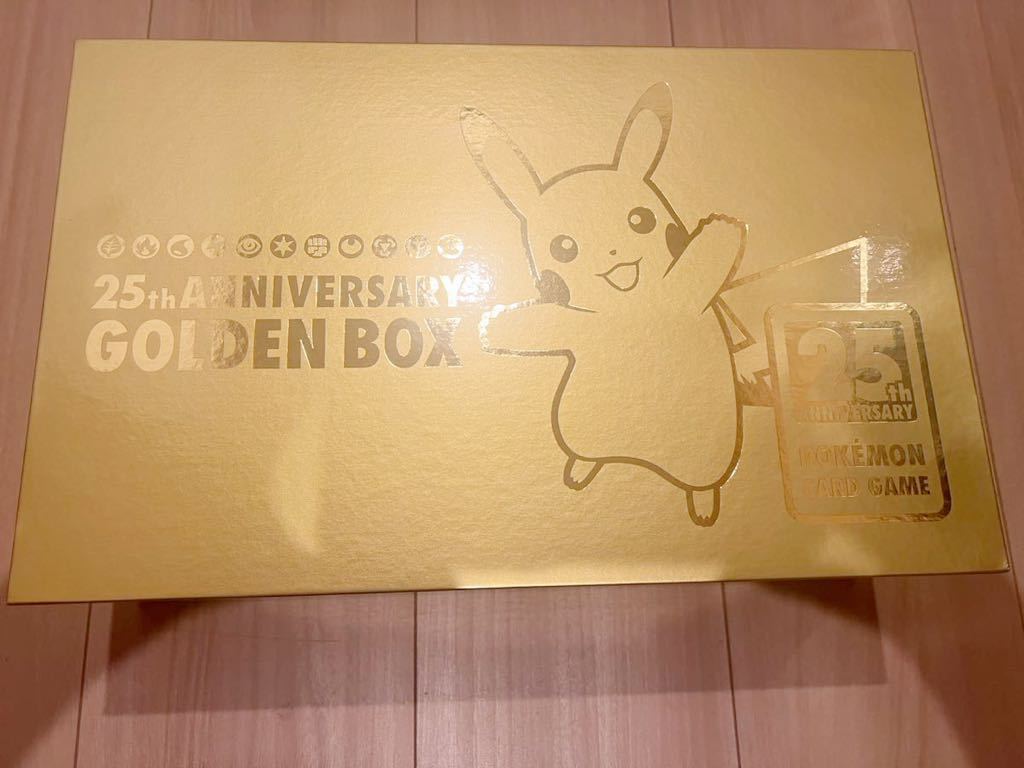 25th ANNIVERSARY
GOLDEN BOX
25th
ANNIVERSARY
POKÉMON
CARD GAME